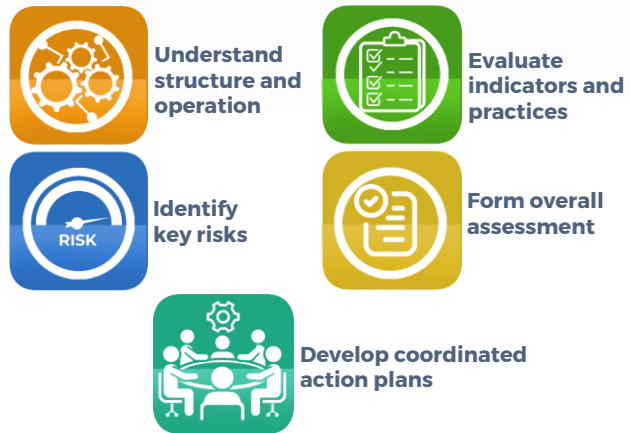 Understand
structure and
operation
Evaluate
indicators and
practices
RISK
Identify
key risks
Form overall
assessment
Develop coordinated
action plans